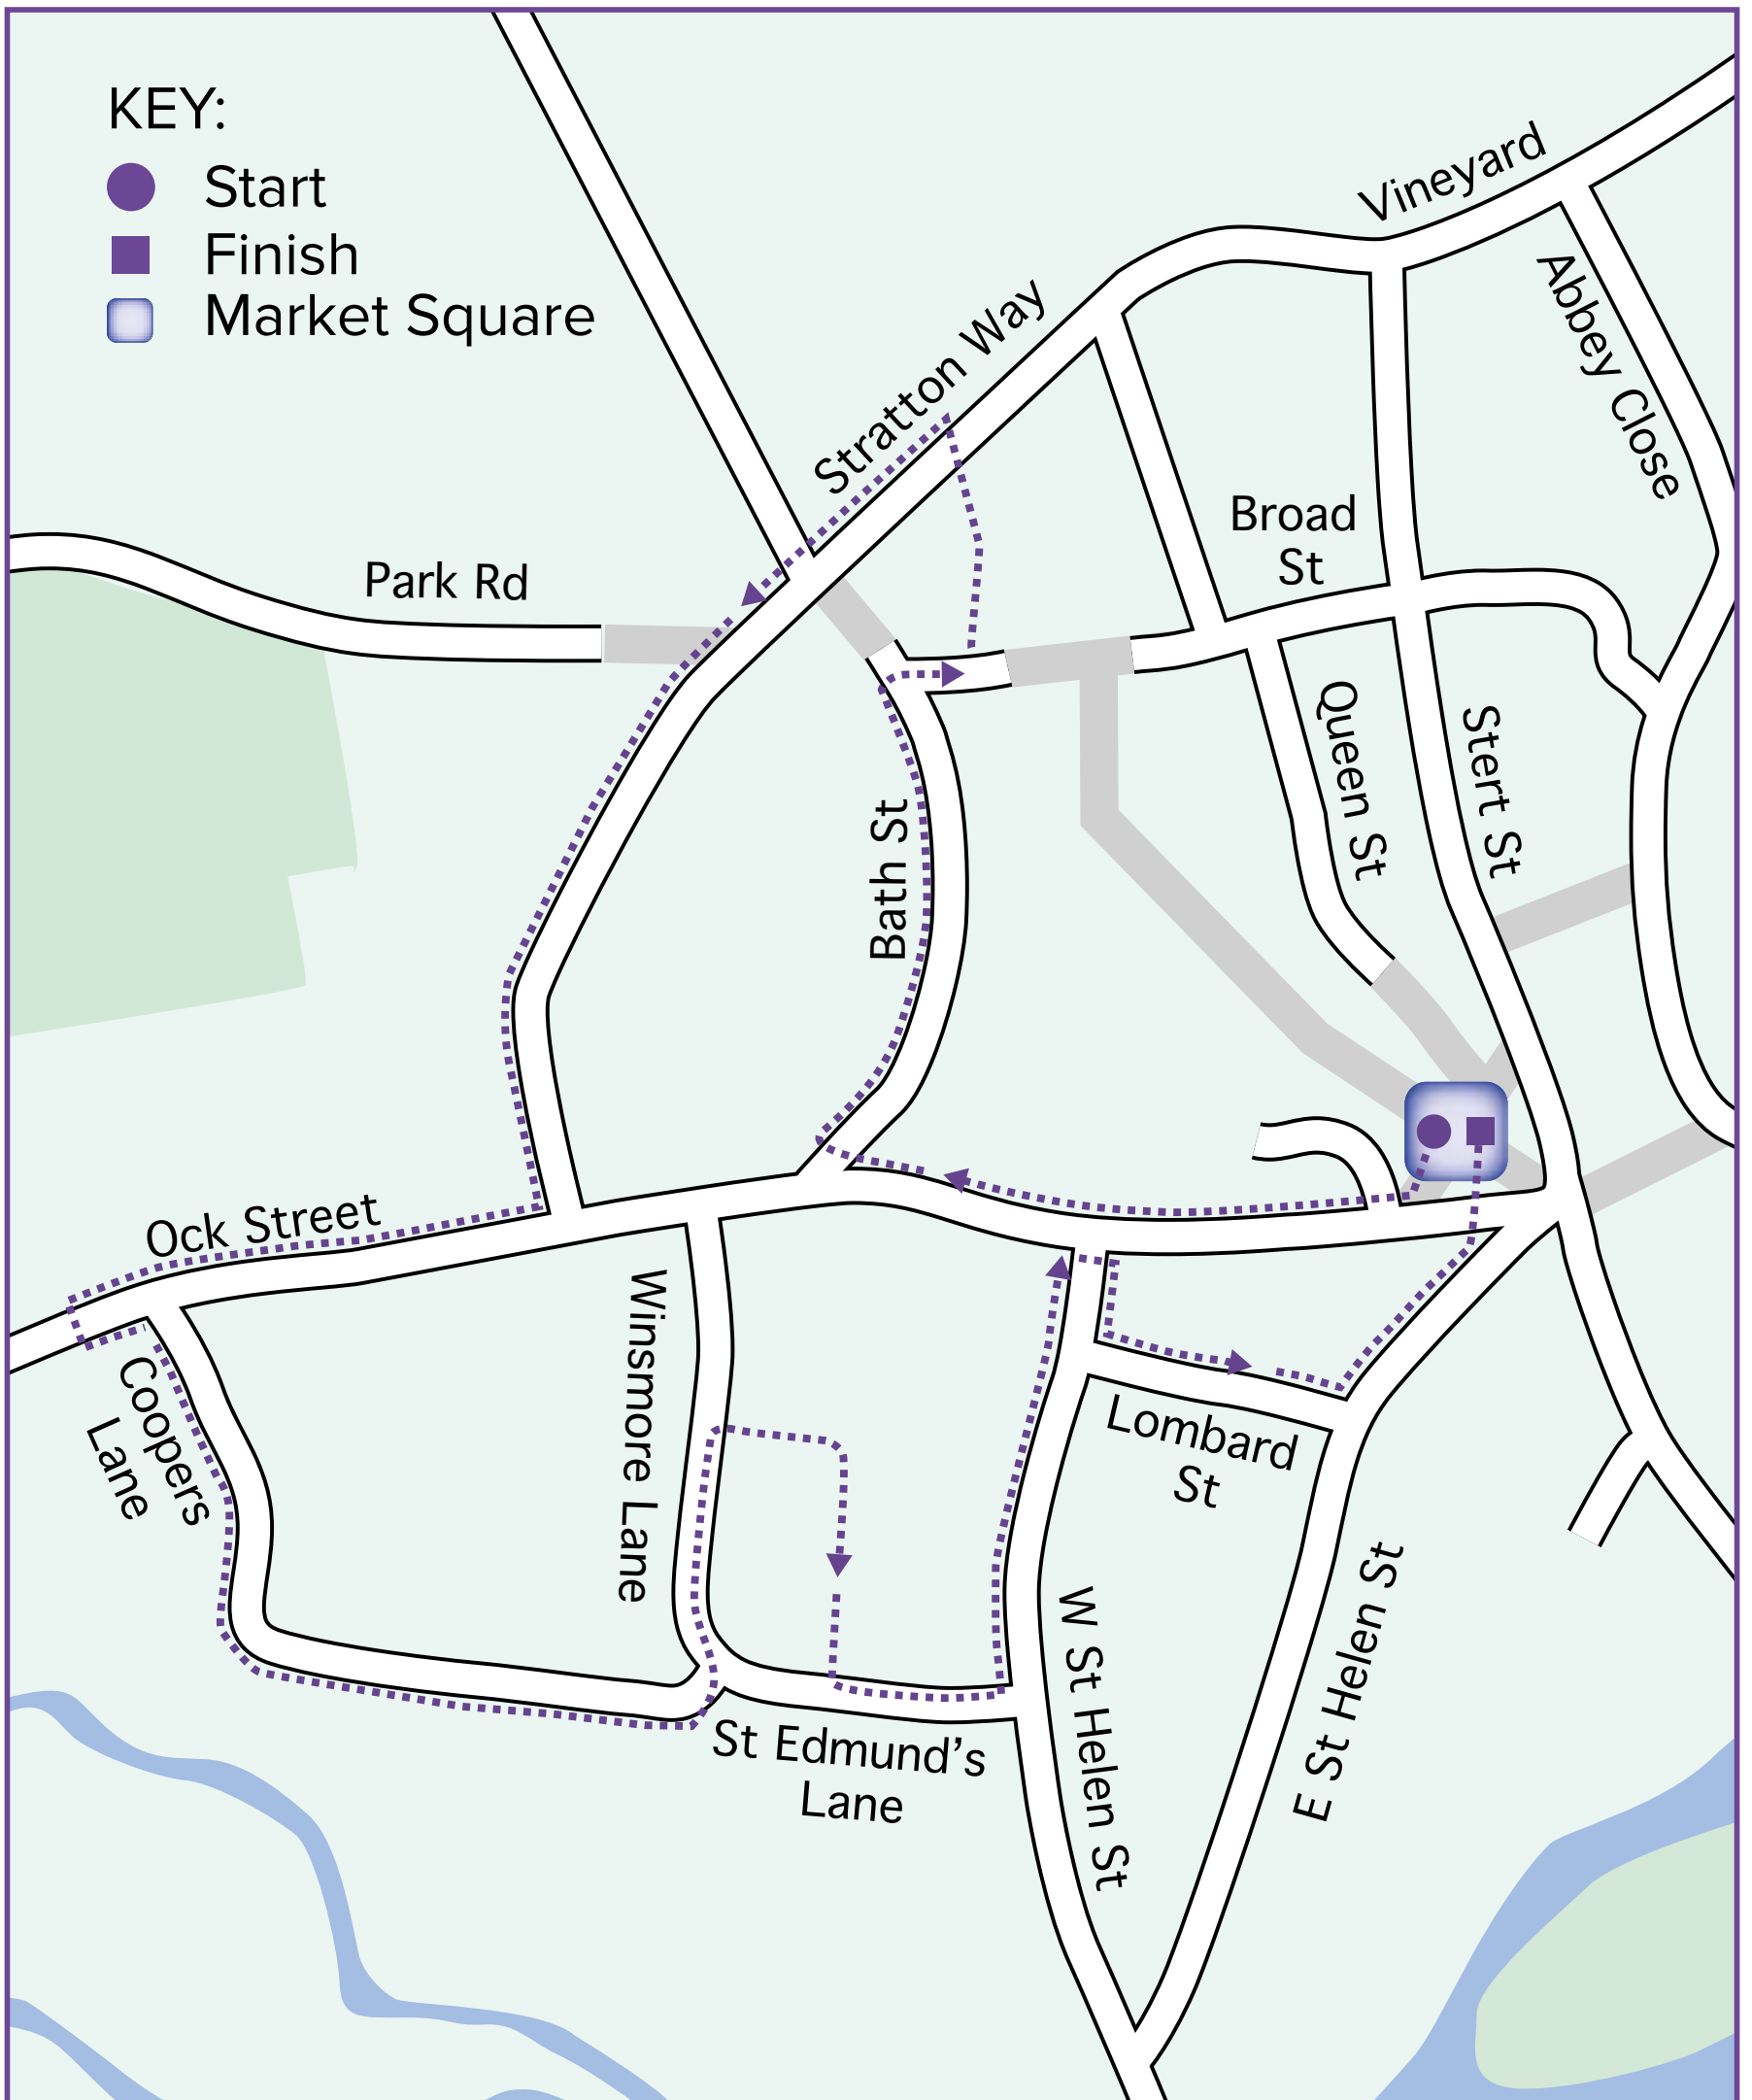 KEY:
Start
Finish
Market Square
Vineyard
Abbey Close
Stratton Way
Broad
St
Park Rd
Queen St
Stert St
Bath St
Ock Street
Winsmore Lane
Coopers
Lane
Lombard
St
W St Helen St
E St Helen St
St Edmund’s
Lane